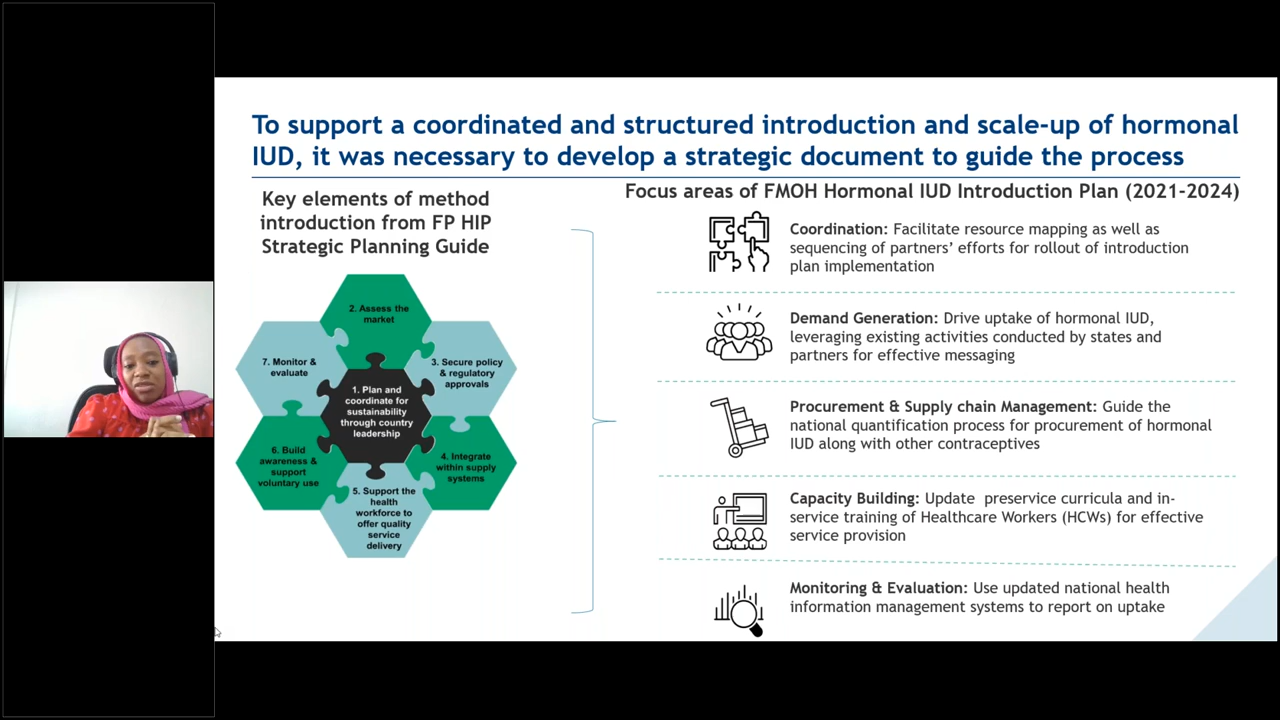 To support a coordinated and structured introduction and scale-up of hormonal
IUD, it was necessary to develop a strategic document to guide the process
Key elements of method
introduction from FP HIP
Strategic Planning Guide
2. Assess the
market
7. Monitor &
evaluate
3. Secure policy
& regulatory
approvals
1. Plan and
coordinate for
sustainability
through country
leadership
6. Build
awareness &
support
voluntary use
4. Integrate
within supply
systems
5. Support the
health
workforce to
offer quality
service
delivery
Focus areas of FMOH Hormonal IUD Introduction Plan (2021-2024)
Coordination: Facilitate resource mapping as well as
sequencing of partners’ efforts for rollout of introduction
plan implementation
Demand Generation: Drive uptake of hormonal IUD,
leveraging existing activities conducted by states and
partners for effective messaging
Procurement & Supply chain Management: Guide the
national quantification process for procurement of hormonal
IUD along with other contraceptives
Capacity Building: Update preservice curricula and in-
service training of Healthcare Workers (HCWs) for effective
service provision
Monitoring & Evaluation: Use updated national health
information management systems to report on uptake